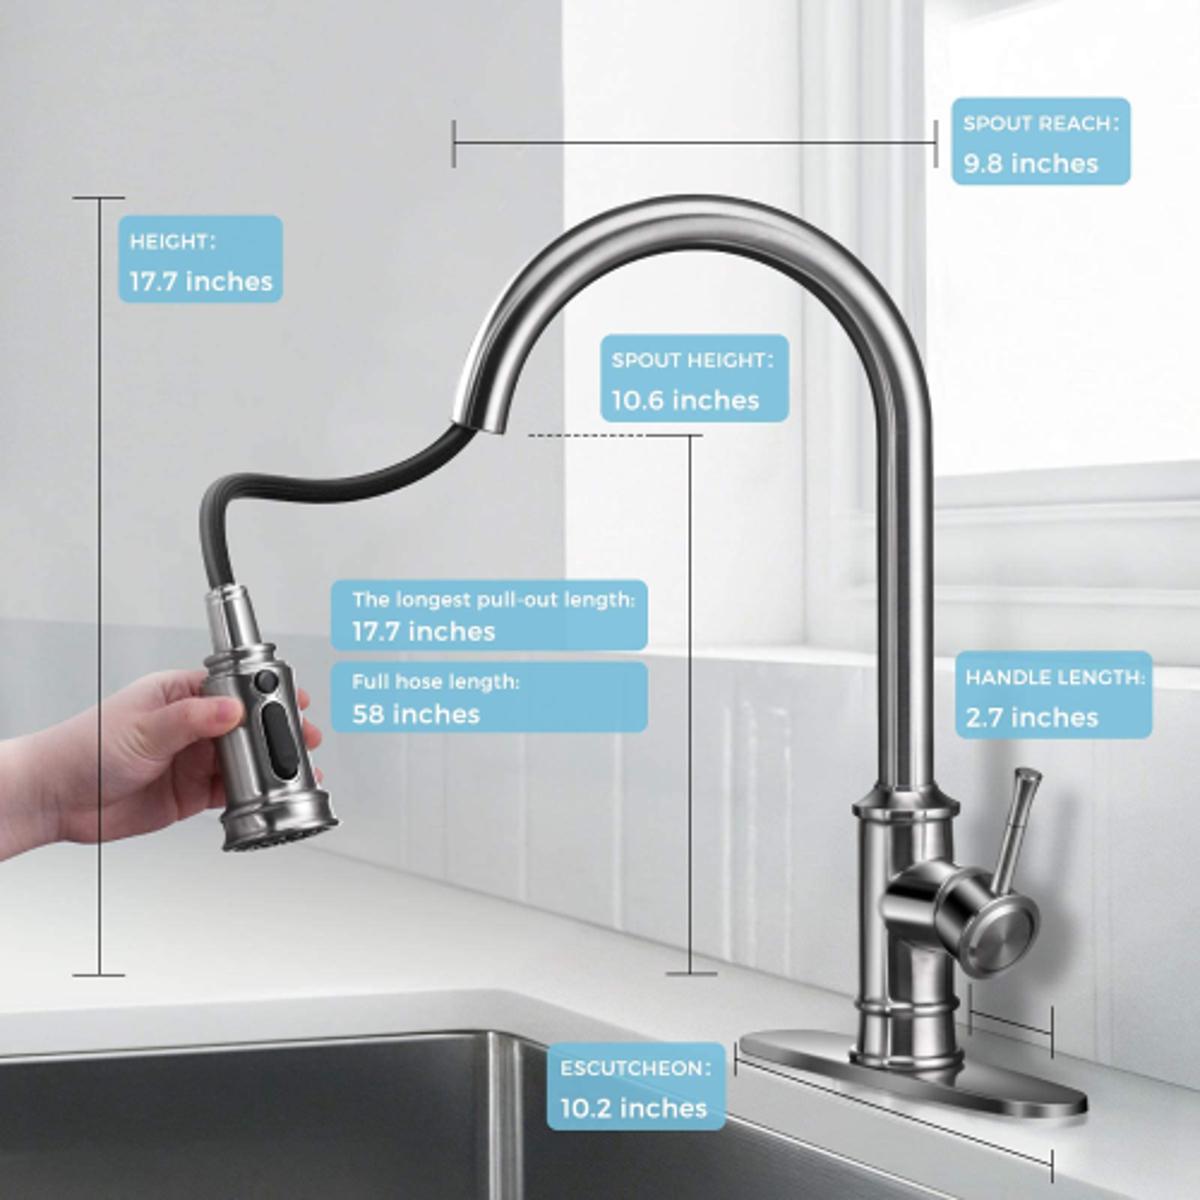 SPOUT REACH:
9.8 inches
HEIGHT:
17.7 inches
SPOUT HEIGHT:
10.6 inches
The longest pull-out length:
17.7 inches
Full hose length:
58 inches
HANDLE LENGTH:
2.7 inches
ESCUTCHEON:
10.2 inches